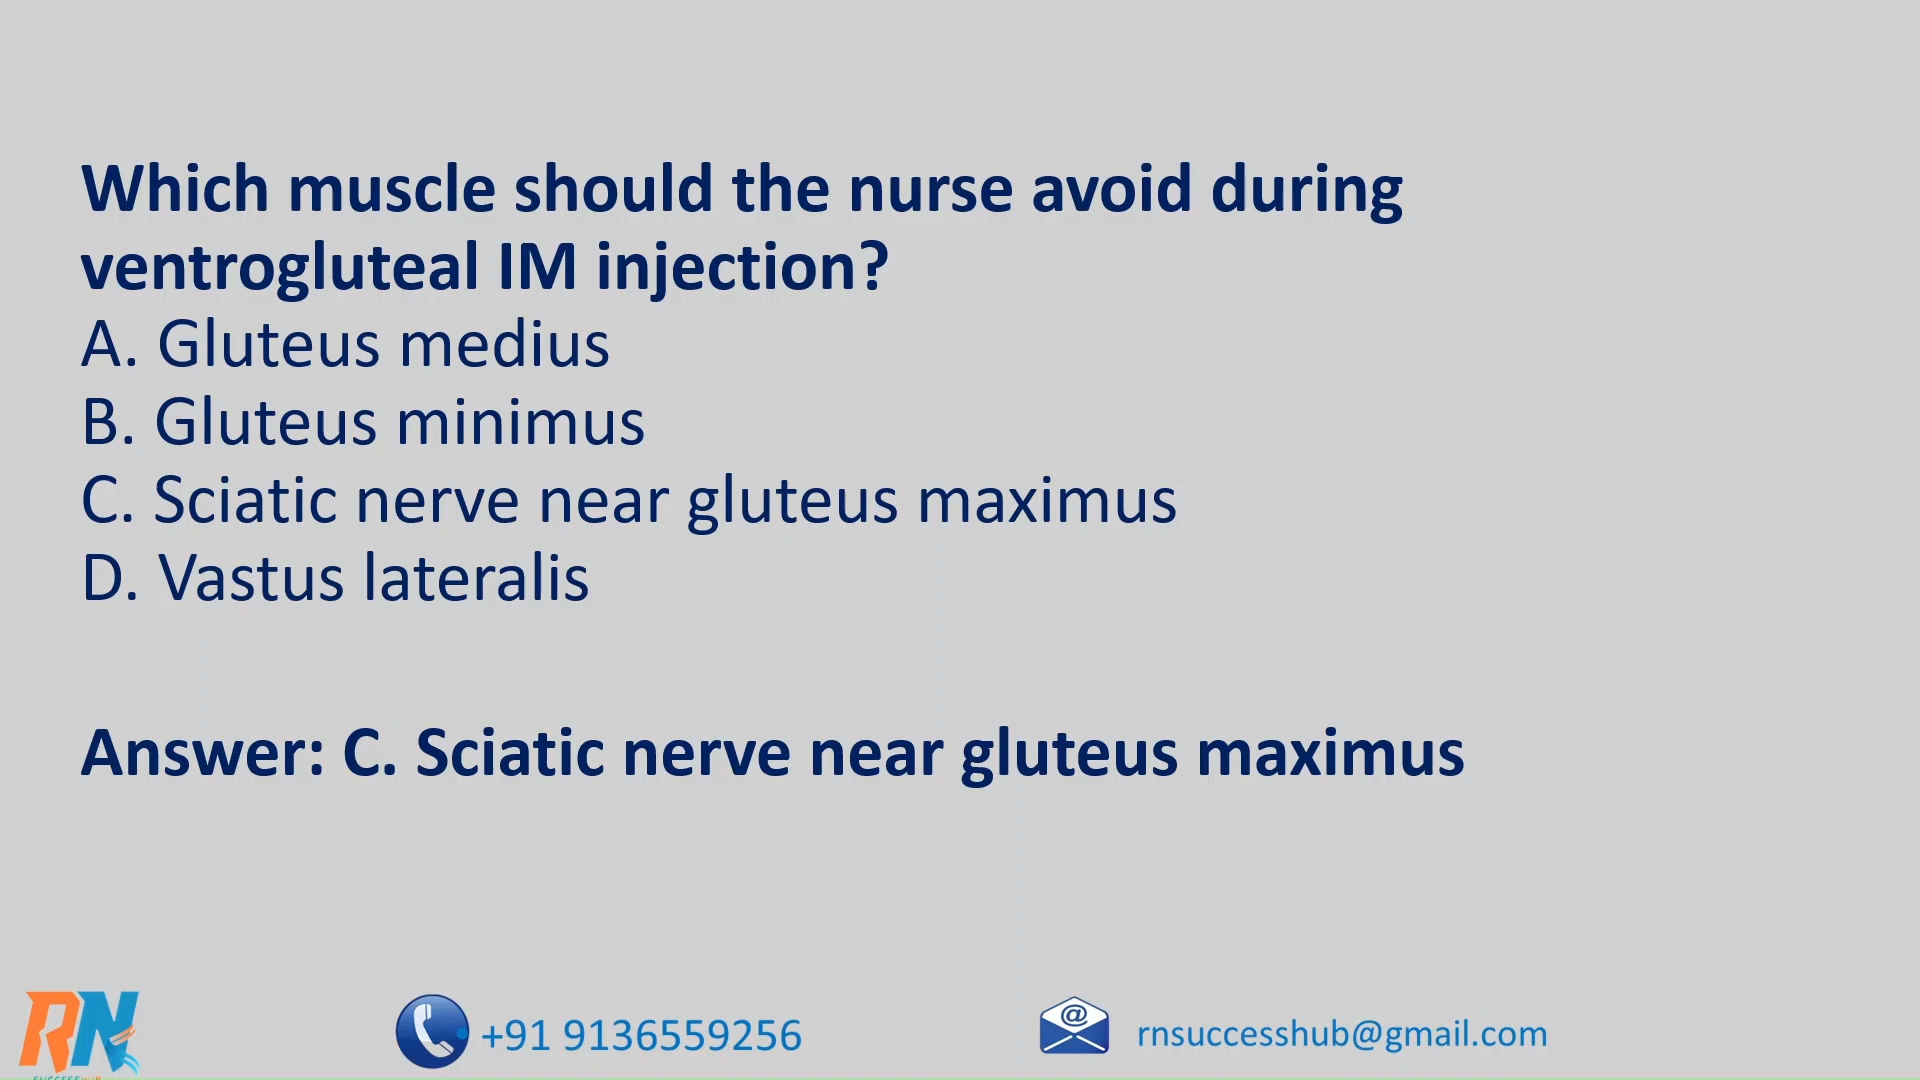 Which muscle should the nurse avoid during
ventrogluteal IM injection?
A. Gluteus medius
B. Gluteus minimus
C. Sciatic nerve near gluteus maximus
D. Vastus lateralis
Answer: C. Sciatic nerve near gluteus maximus
RN
+91 9136559256
rnsuccesshub@gmail.com